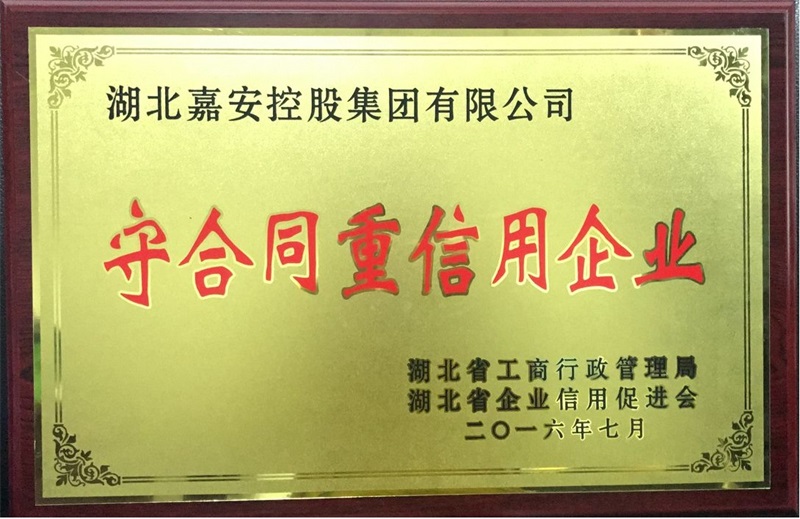 湖北嘉安控股集团有限公司
守合同重信用企业
湖北省工商行政管理局
湖北省企业信用促进会
二〇一六年七月